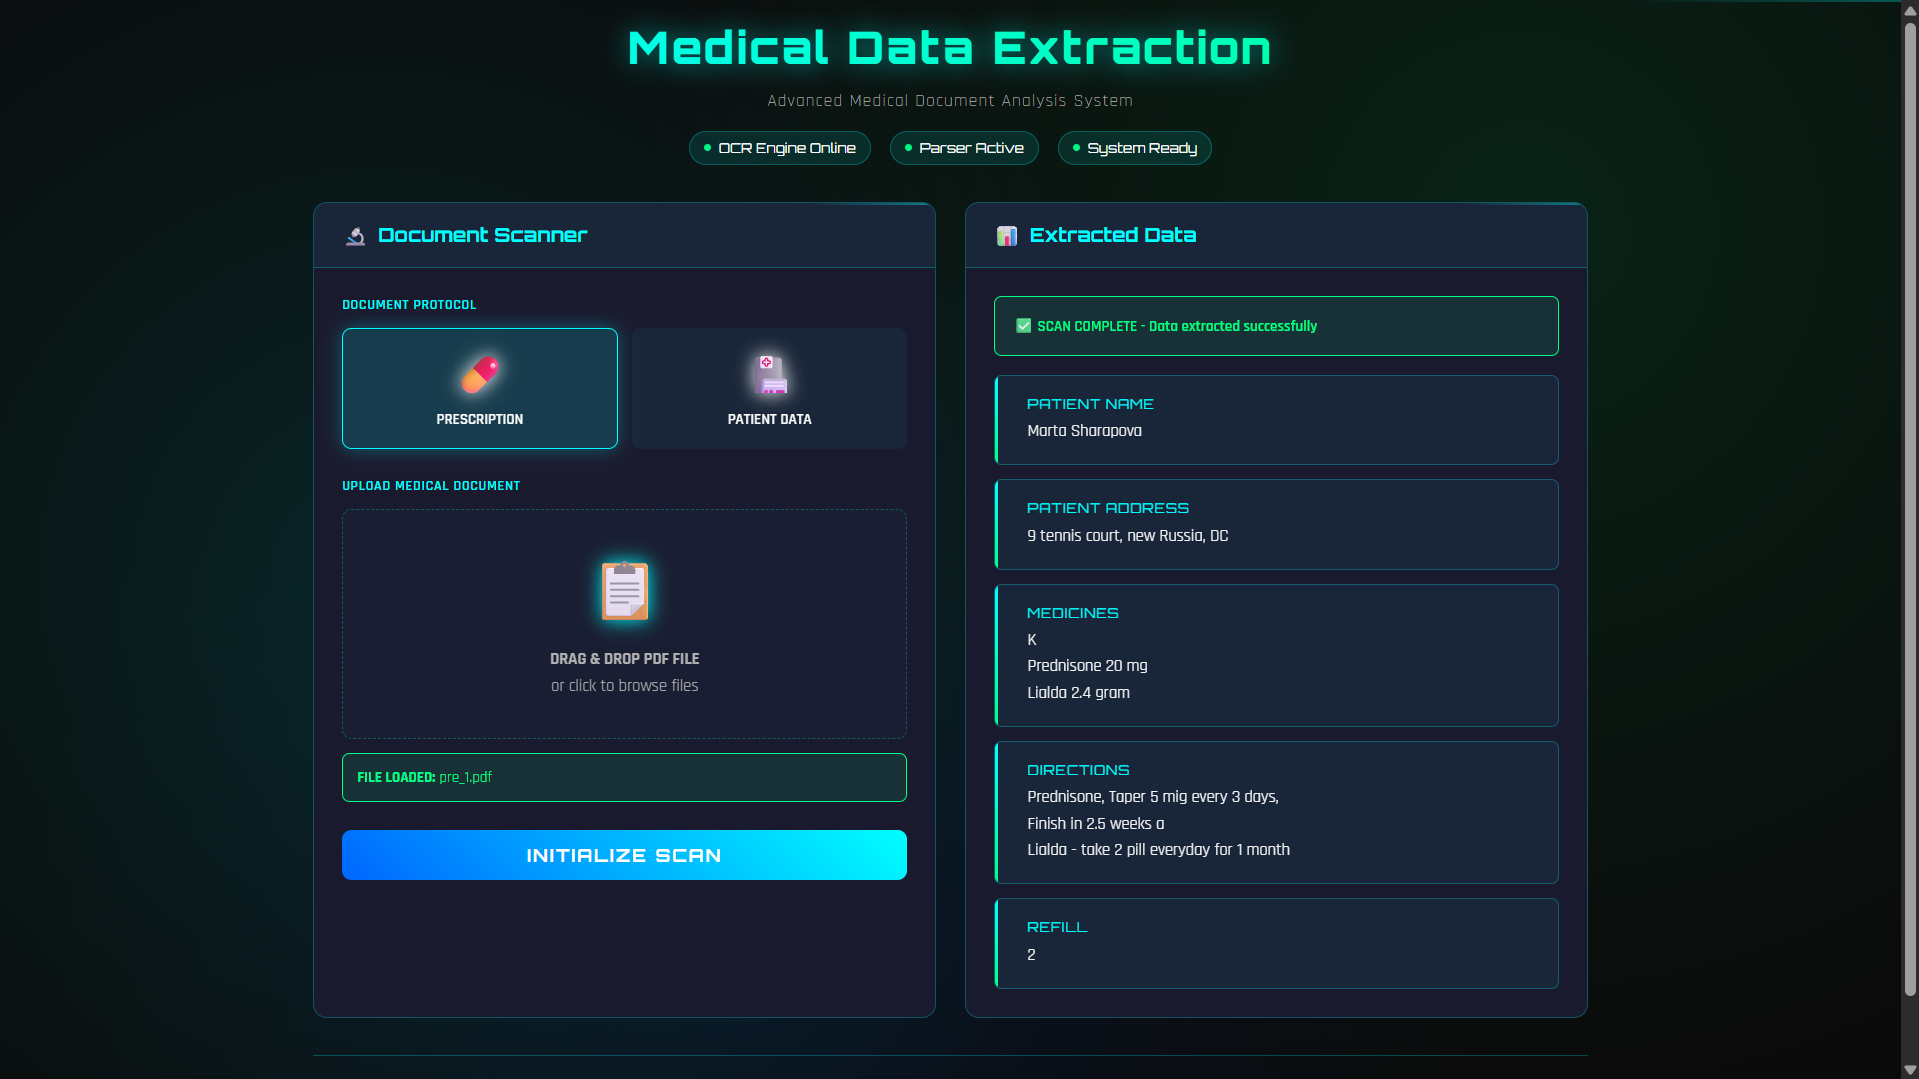 Medical Data Extraction
Advanced Medical Document Analysis System
OCR Engine Online
Parser Active
System Ready
Document Scanner
DOCUMENT PROTOCOL
PRESCRIPTION
PATIENT DATA
UPLOAD MEDICAL DOCUMENT
DRAG & DROP PDF FILE
or click to browse files
FILE LOADED: pre_1.pdf
INITIALIZE SCAN
Extracted Data
SCAN COMPLETE - Data extracted successfully
PATIENT NAME
Marta Sharapova
PATIENT ADDRESS
9 tennis court, new Russia, DC
MEDICINES
K
Prednisone 20 mg
Lialda 2.4 gram
DIRECTIONS
Prednisone, Taper 5 mig every 3 days,
Finish in 2.5 weeks a
Lialda - take 2 pill everyday for 1 month
REFILL
2